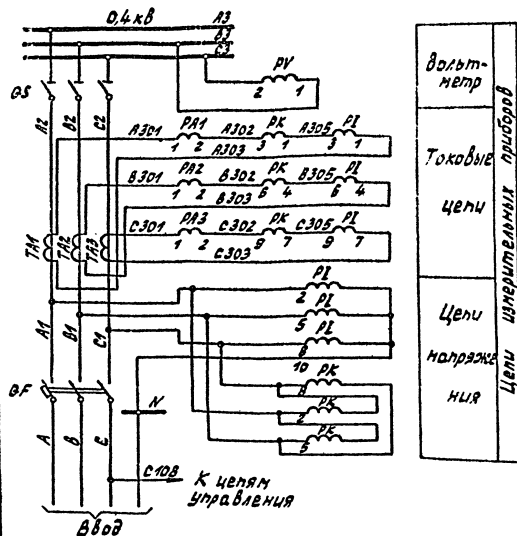 0,4 кВ
А3
В3
С3
PV
2 1
QS
A2 B2 C2
A301 PA1 A302 PK A305 PI
1 2 3 1 3 1
A303
B301 PA2 B302 PK B305 PI
1 2 6 4 6 4
B303
C301 PA3 C302 PK C305 PI
1 2 9 7 9 7
C303
TA1 TA2 TA3
PI
2
PI
5
PI
8
10
A1 B1 C1
PK
8
PK
2
PK
5
QF
N
A B C
C108
К цепям
управления
Ввод
Вольт-
метр
Токовые
цепи
Цепи
напряже
ния
Цепи измерительных приборов